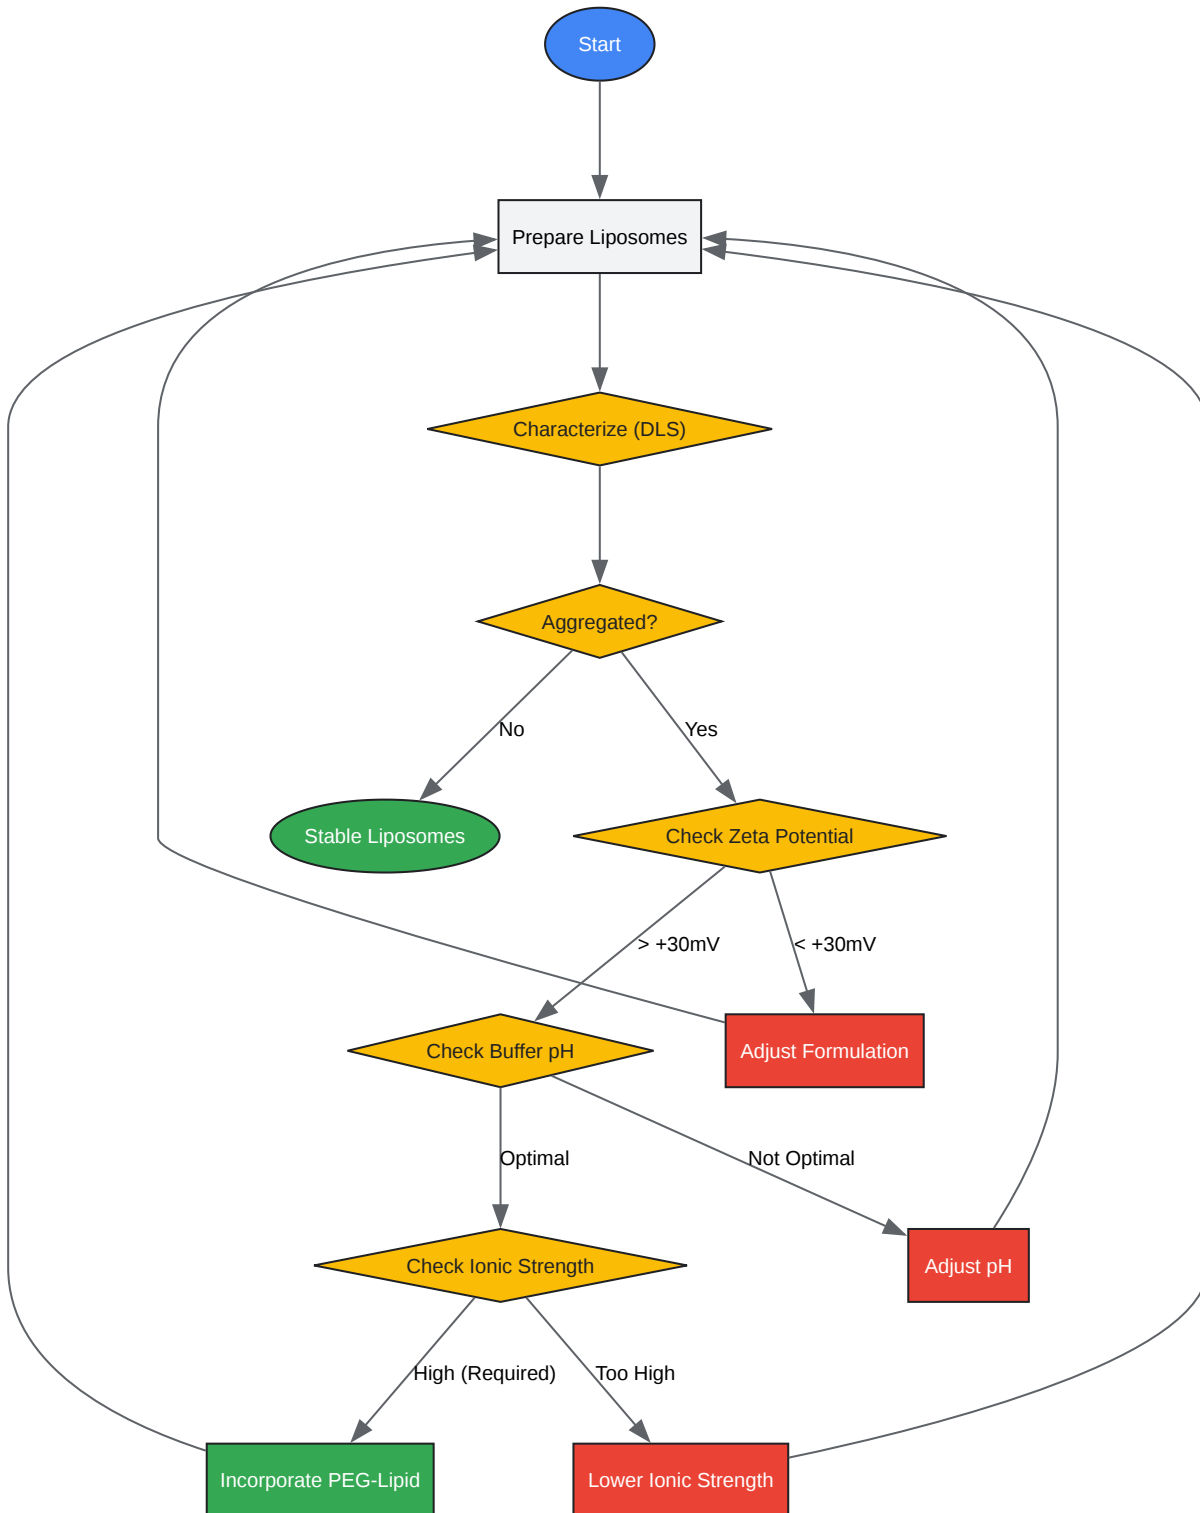 Start
Prepare Liposomes
Characterize (DLS)
Aggregated?
No
Yes
Stable Liposomes
Check Zeta Potential
> +30mV
< +30mV
Check Buffer pH
Adjust Formulation
Optimal
Not Optimal
Check Ionic Strength
Adjust pH
High (Required)
Too High
Incorporate PEG-Lipid
Lower Ionic Strength